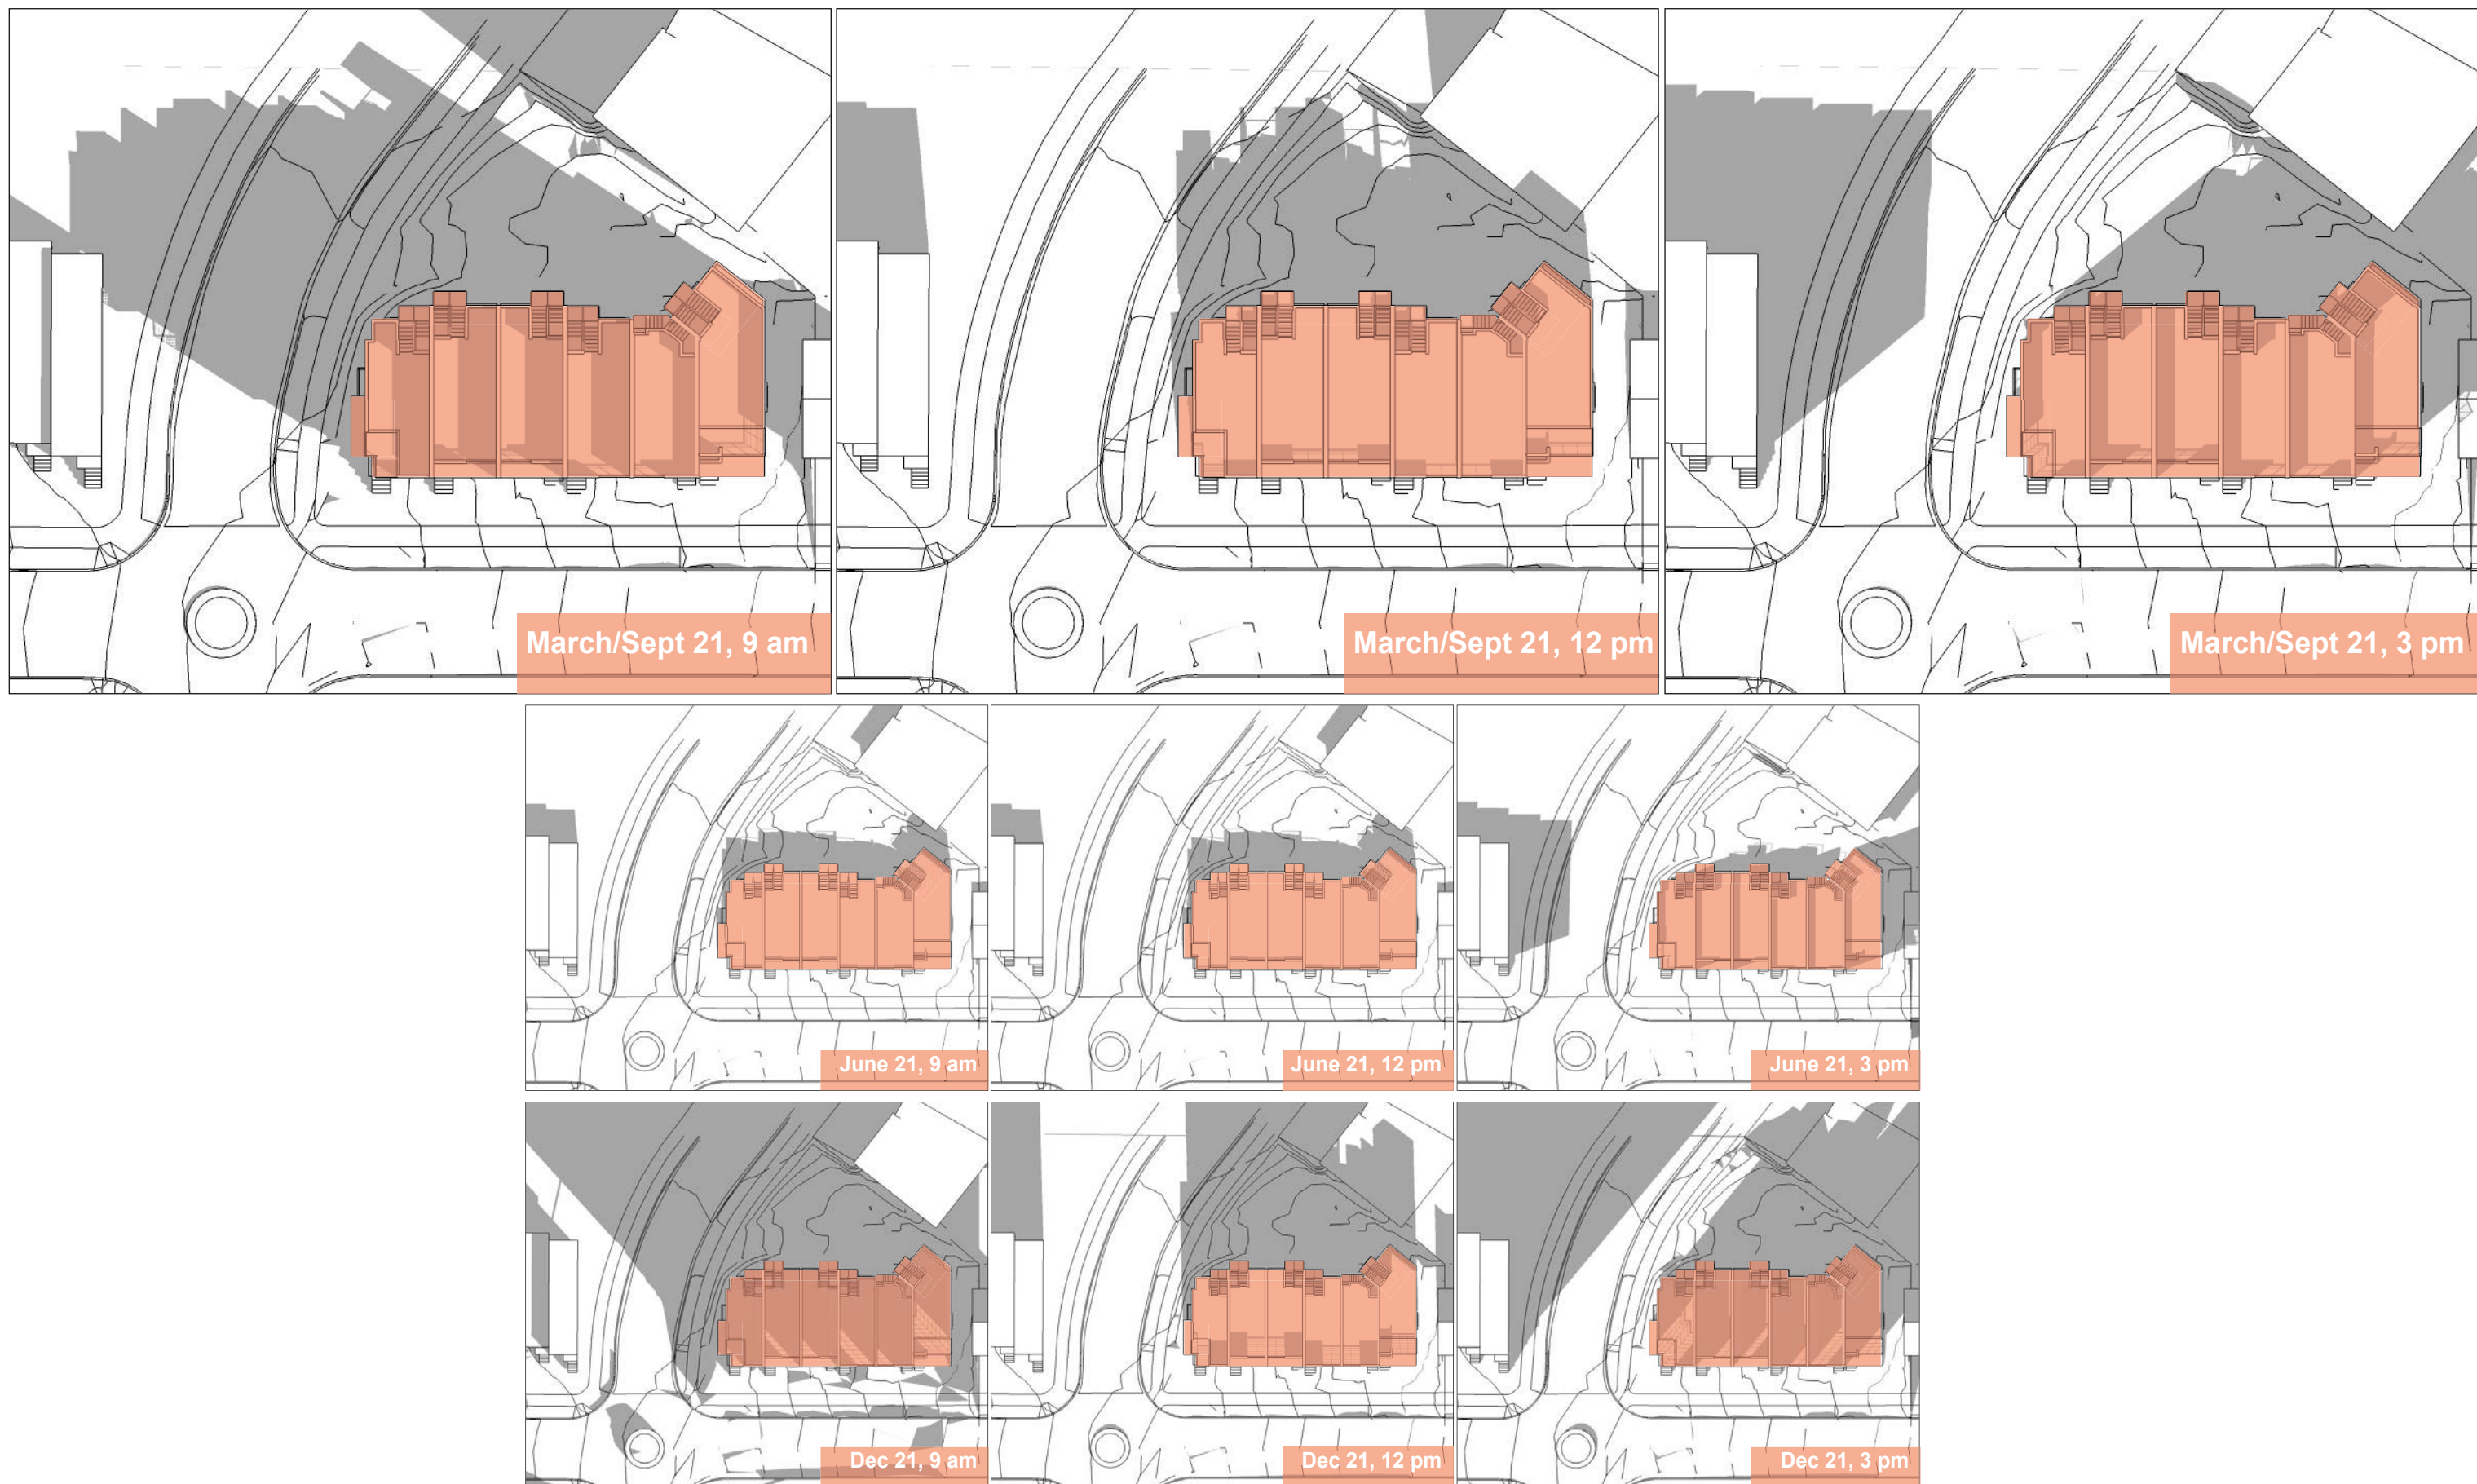 March/Sept 21, 9 am
March/Sept 21, 12 pm
March/Sept 21, 3 pm
June 21, 9 am
June 21, 12 pm
June 21, 3 pm
Dec 21, 9 am
Dec 21, 12 pm
Dec 21, 3 pm